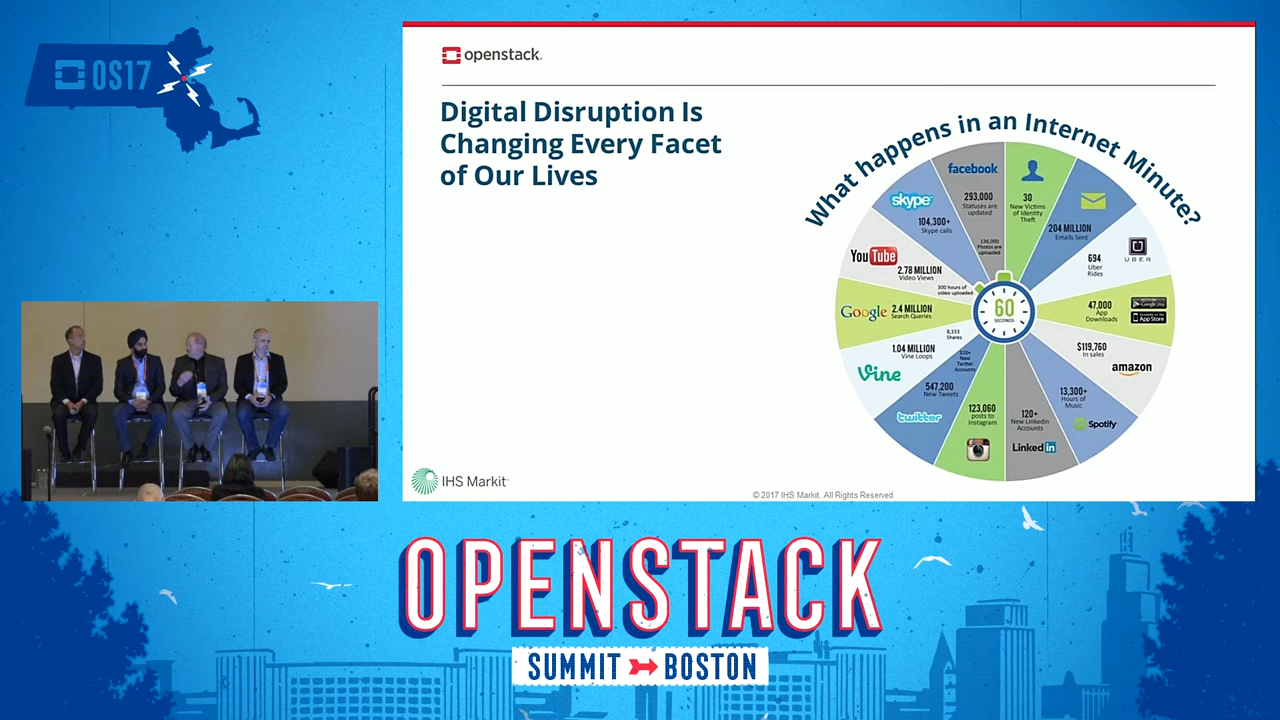 OS17
openstack.
Digital Disruption Is
Changing Every Facet
of Our Lives
What happens in an Internet Minute?
facebook
293,000
Statuses are
updated
136,000
Photos are
uploaded
30
New Victims
of Identity
Theft
204 MILLION
Emails Sent
694
Uber
Rides
UBER
47,000
App
Downloads
Google play
App Store
$119,760
In sales
amazon
13,300+
Hours of
Music
Spotify
120+
New Linkedin
Accounts
Linked in
123,060
posts to
Instagram
320+
New
Twitter
Accounts
547,200
New Tweets
twitter
8,333
Shares
1.04 MILLION
Vine Loops
Vine
Google
2.4 MILLION
Search Queries
YouTube
2.78 MILLION
Video Views
300 hours of
video uploaded
skype
104,300+
Skype calls
60
SECONDS
IHS Markit
© 2017 IHS Markit. All Rights Reserved
OPENSTACK
SUMMIT BOSTON